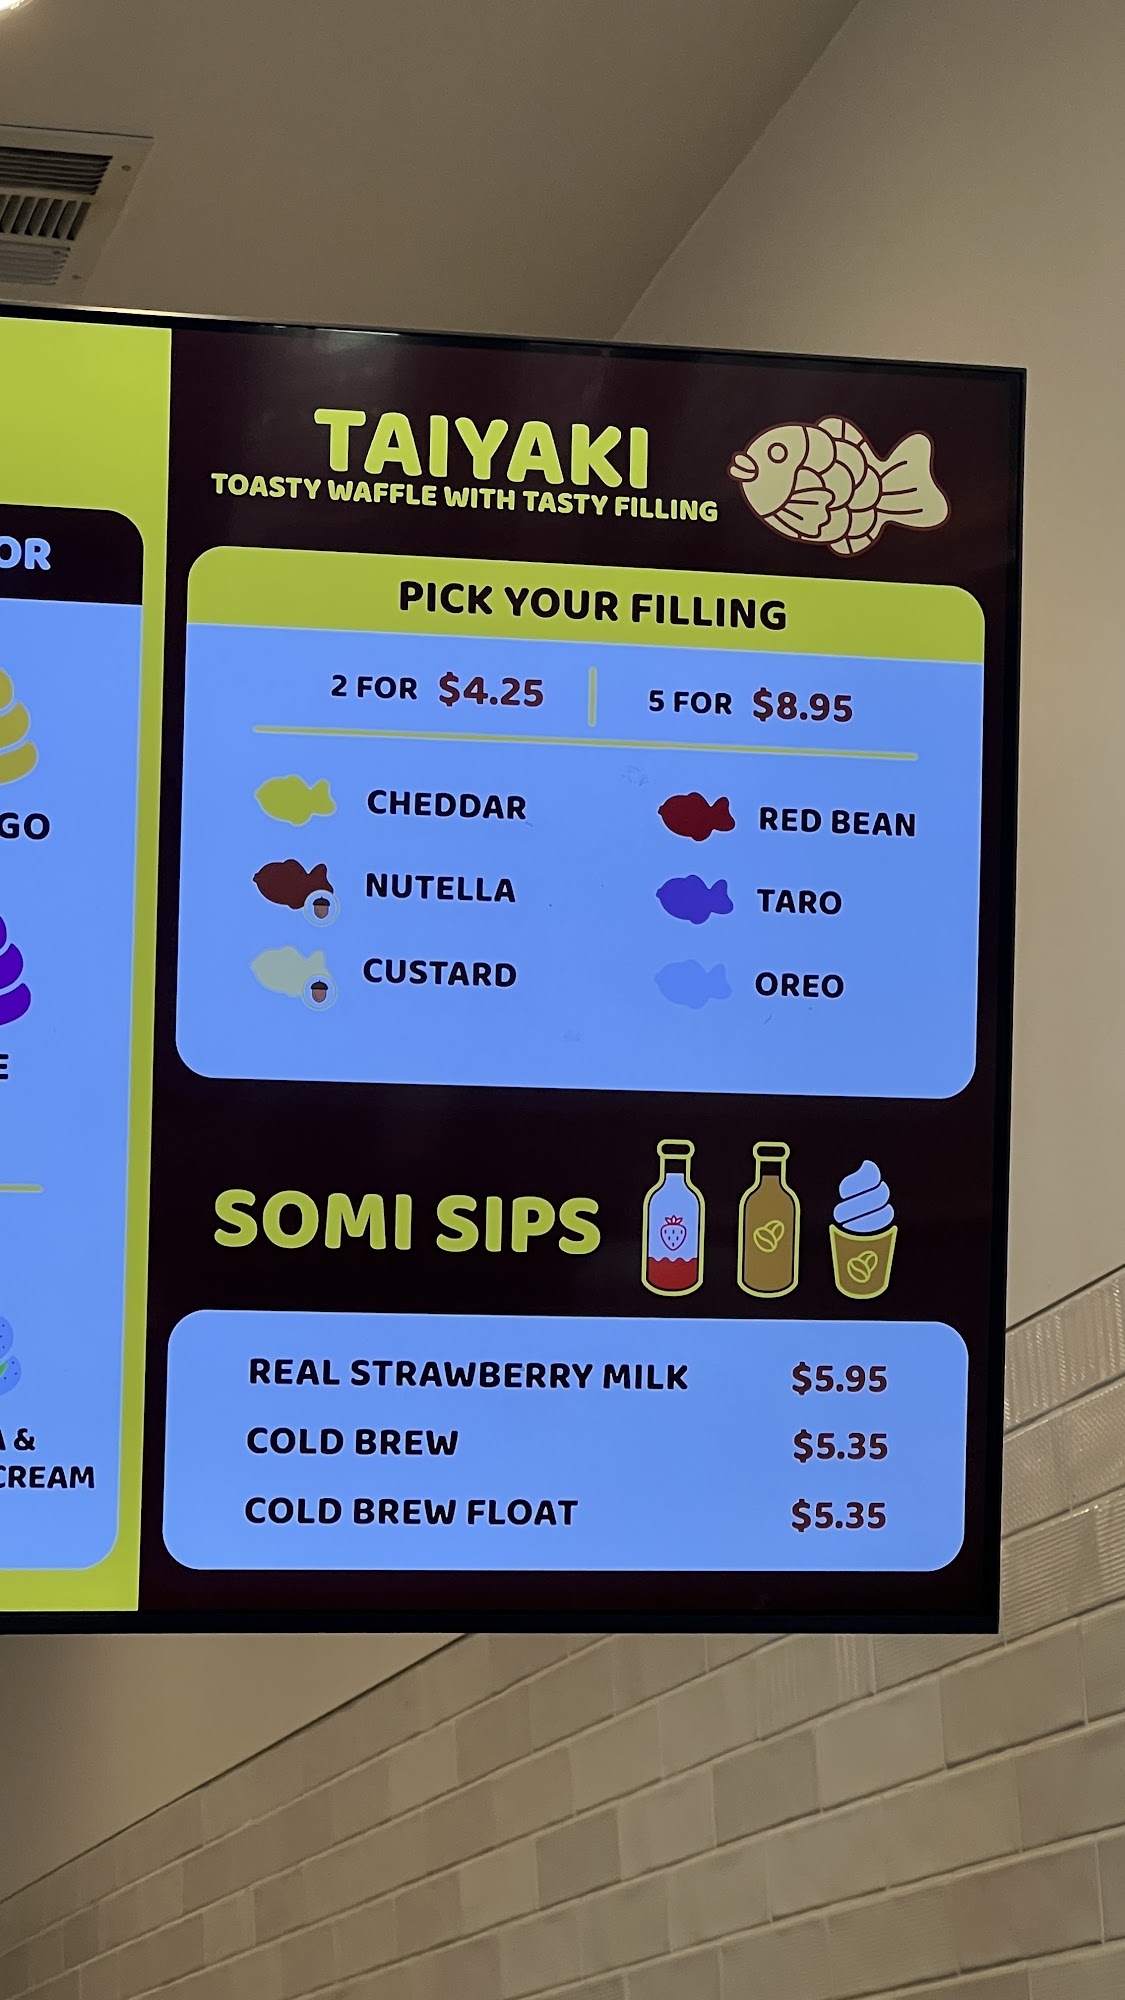 OR
GO
E
&
CREAM
TAIYAKI
TOASTY WAFFLE WITH TASTY FILLING
PICK YOUR FILLING
2 FOR $4.25
5 FOR $8.95
CHEDDAR
RED BEAN
NUTELLA
TARO
CUSTARD
OREO
SOMI SIPS
REAL STRAWBERRY MILK $5.95
COLD BREW $5.35
COLD BREW FLOAT $5.35